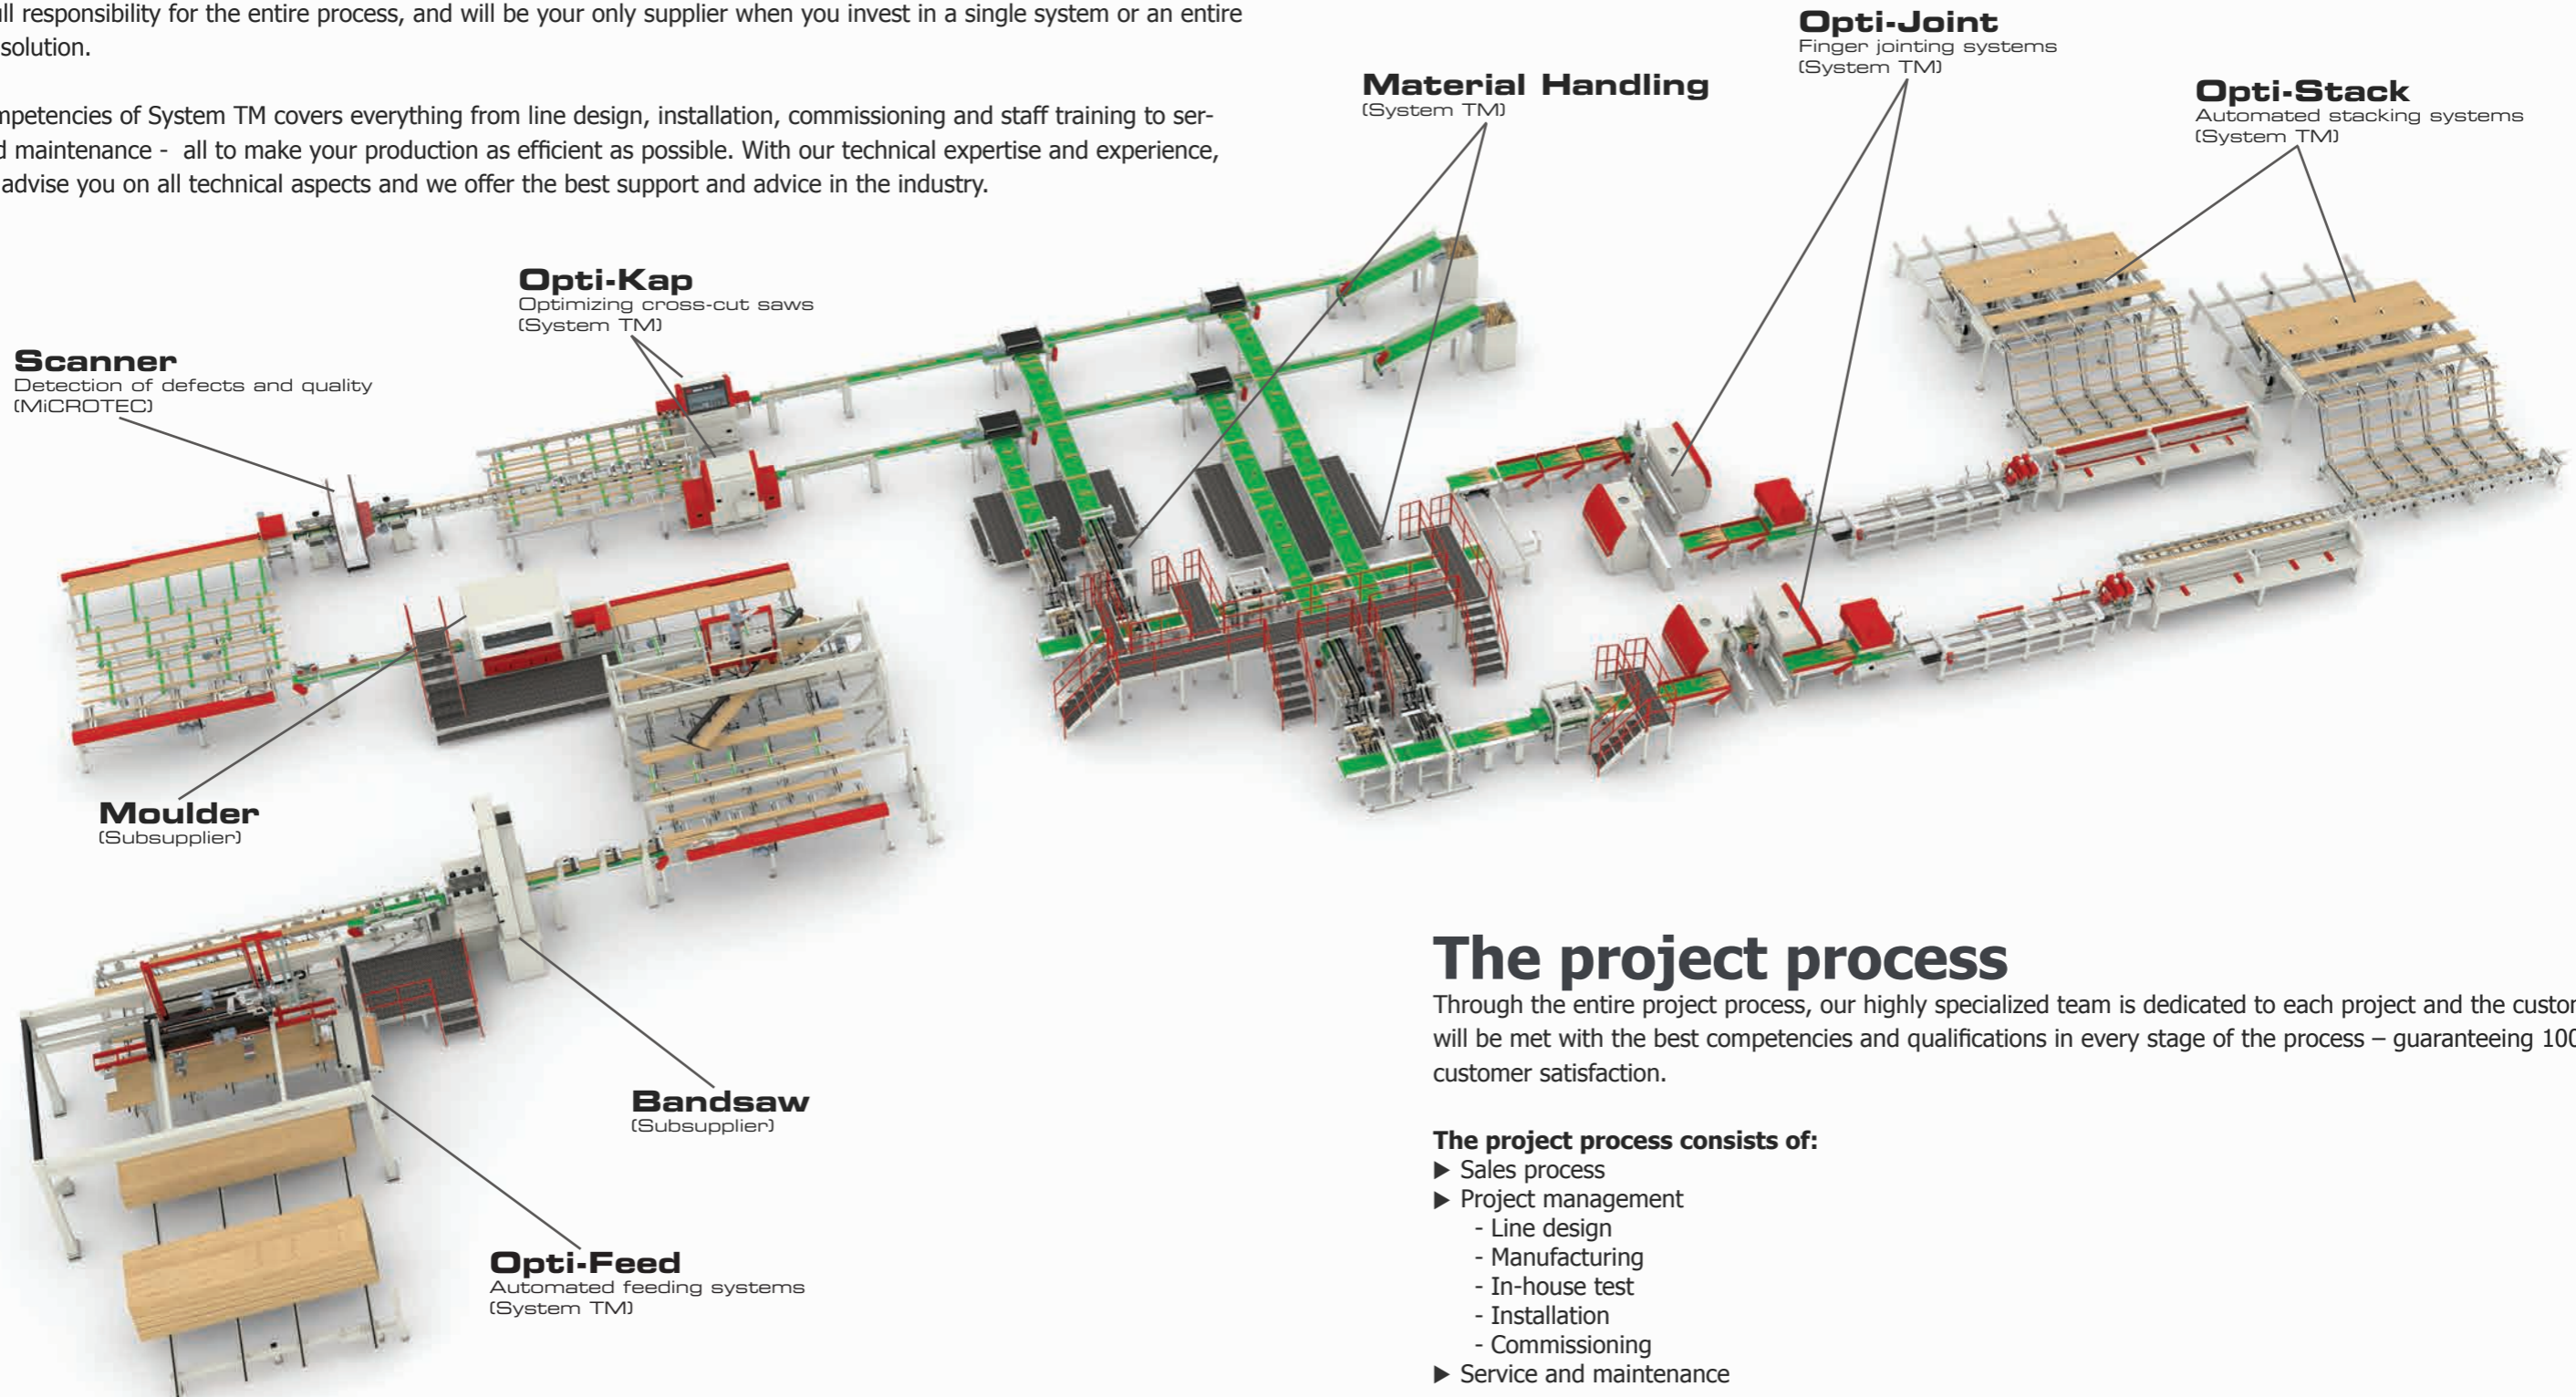 ull responsibility for the entire process, and will be your only supplier when you invest in a single system or an entire
solution.
mpetencies of System TM covers everything from line design, installation, commissioning and staff training to ser-
d maintenance - all to make your production as efficient as possible. With our technical expertise and experience,
advise you on all technical aspects and we offer the best support and advice in the industry.
Opti-Joint
Finger jointing systems
(System TM)
Material Handling
(System TM)
Opti-Stack
Automated stacking systems
(System TM)
Opti-Kap
Optimizing cross-cut saws
(System TM)
Scanner
Detection of defects and quality
(MiCROTEC)
Moulder
(Subsupplier)
Bandsaw
(Subsupplier)
Opti-Feed
Automated feeding systems
(System TM)
The project process
Through the entire project process, our highly specialized team is dedicated to each project and the custom
will be met with the best competencies and qualifications in every stage of the process – guaranteeing 100
customer satisfaction.
The project process consists of:
▶ Sales process
▶ Project management
- Line design
- Manufacturing
- In-house test
- Installation
- Commissioning
▶ Service and maintenance